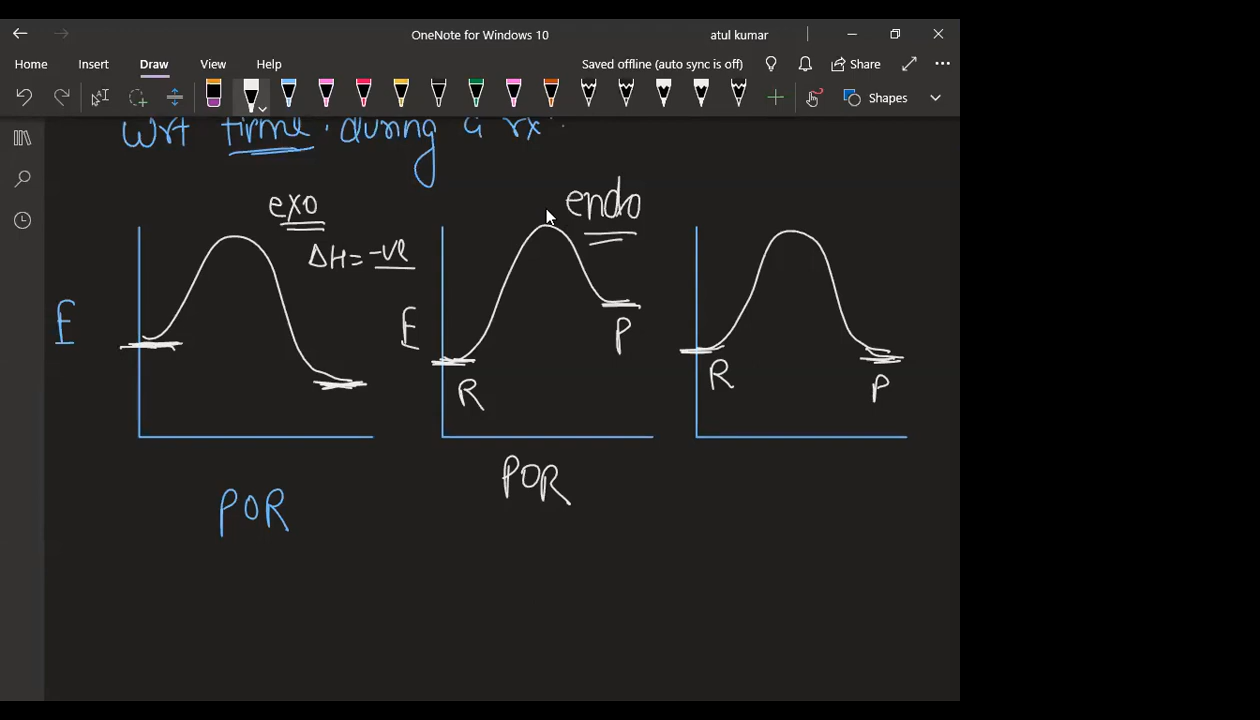 OneNote for Windows 10
atul kumar
Home Insert Draw View Help
Saved offline (auto sync is off)
Share
Shapes
Wrt tirme. during a rx
exo
endo
ΔH = -ve
E
E
P
R
R
P
POR
POR